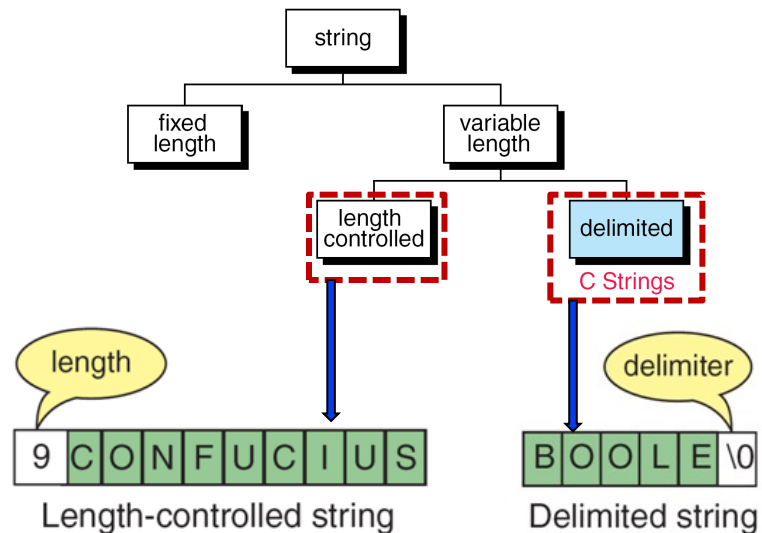 string
fixed
length
variable
length
length
controlled
delimited
C Strings
length
delimiter
9 C O N F U C I U S
B O O L E \0
Length-controlled string
Delimited string